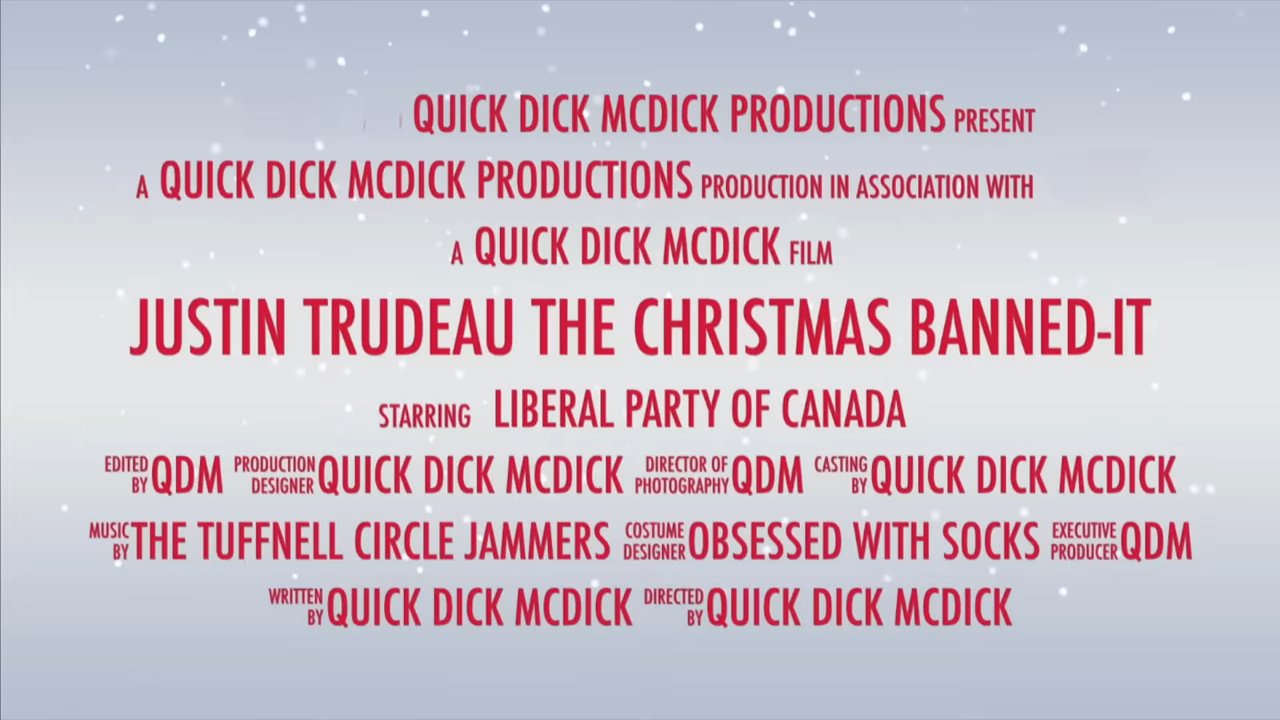 QUICK DICK MCDICK PRODUCTIONS PRESENT
A QUICK DICK MCDICK PRODUCTIONS PRODUCTION IN ASSOCIATION WITH
A QUICK DICK MCDICK FILM
JUSTIN TRUDEAU THE CHRISTMAS BANNED-IT
STARRING LIBERAL PARTY OF CANADA
EDITED BY QDM PRODUCTION DESIGNER QUICK DICK MCDICK DIRECTOR OF PHOTOGRAPHY QDM CASTING BY QUICK DICK MCDICK
MUSIC BY THE TUFFNELL CIRCLE JAMMERS COSTUME DESIGNER OBSESSED WITH SOCKS EXECUTIVE PRODUCER QDM
WRITTEN BY QUICK DICK MCDICK DIRECTED BY QUICK DICK MCDICK